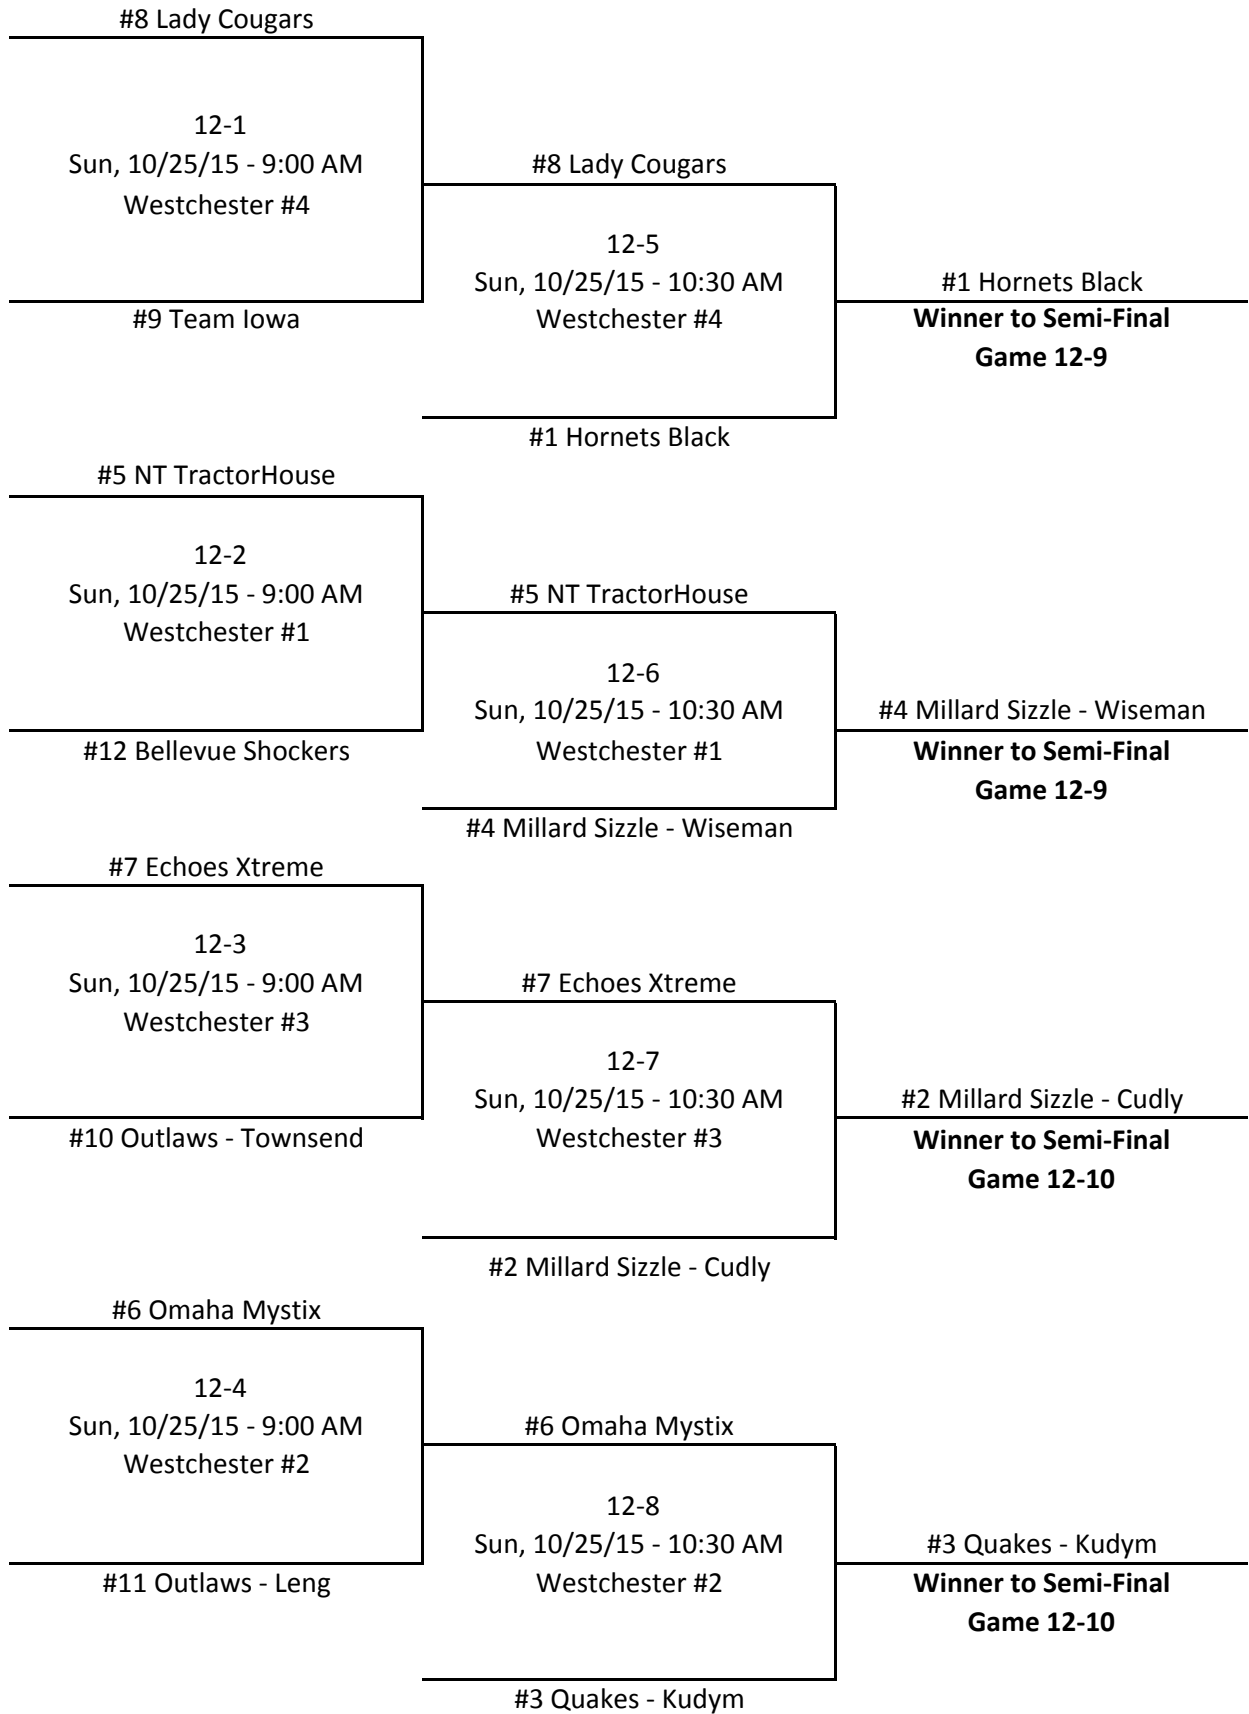 #8 Lady Cougars
12-1
Sun, 10/25/15 - 9:00 AM
Westchester #4
#9 Team Iowa
#8 Lady Cougars
12-5
Sun, 10/25/15 - 10:30 AM
Westchester #4
#1 Hornets Black
#1 Hornets Black
Winner to Semi-Final
Game 12-9
#5 NT TractorHouse
12-2
Sun, 10/25/15 - 9:00 AM
Westchester #1
#12 Bellevue Shockers
#5 NT TractorHouse
12-6
Sun, 10/25/15 - 10:30 AM
Westchester #1
#4 Millard Sizzle - Wiseman
#4 Millard Sizzle - Wiseman
Winner to Semi-Final
Game 12-9
#7 Echoes Xtreme
12-3
Sun, 10/25/15 - 9:00 AM
Westchester #3
#10 Outlaws - Townsend
#7 Echoes Xtreme
12-7
Sun, 10/25/15 - 10:30 AM
Westchester #3
#2 Millard Sizzle - Cudly
#2 Millard Sizzle - Cudly
Winner to Semi-Final
Game 12-10
#6 Omaha Mystix
12-4
Sun, 10/25/15 - 9:00 AM
Westchester #2
#11 Outlaws - Leng
#6 Omaha Mystix
12-8
Sun, 10/25/15 - 10:30 AM
Westchester #2
#3 Quakes - Kudym
#3 Quakes - Kudym
Winner to Semi-Final
Game 12-10